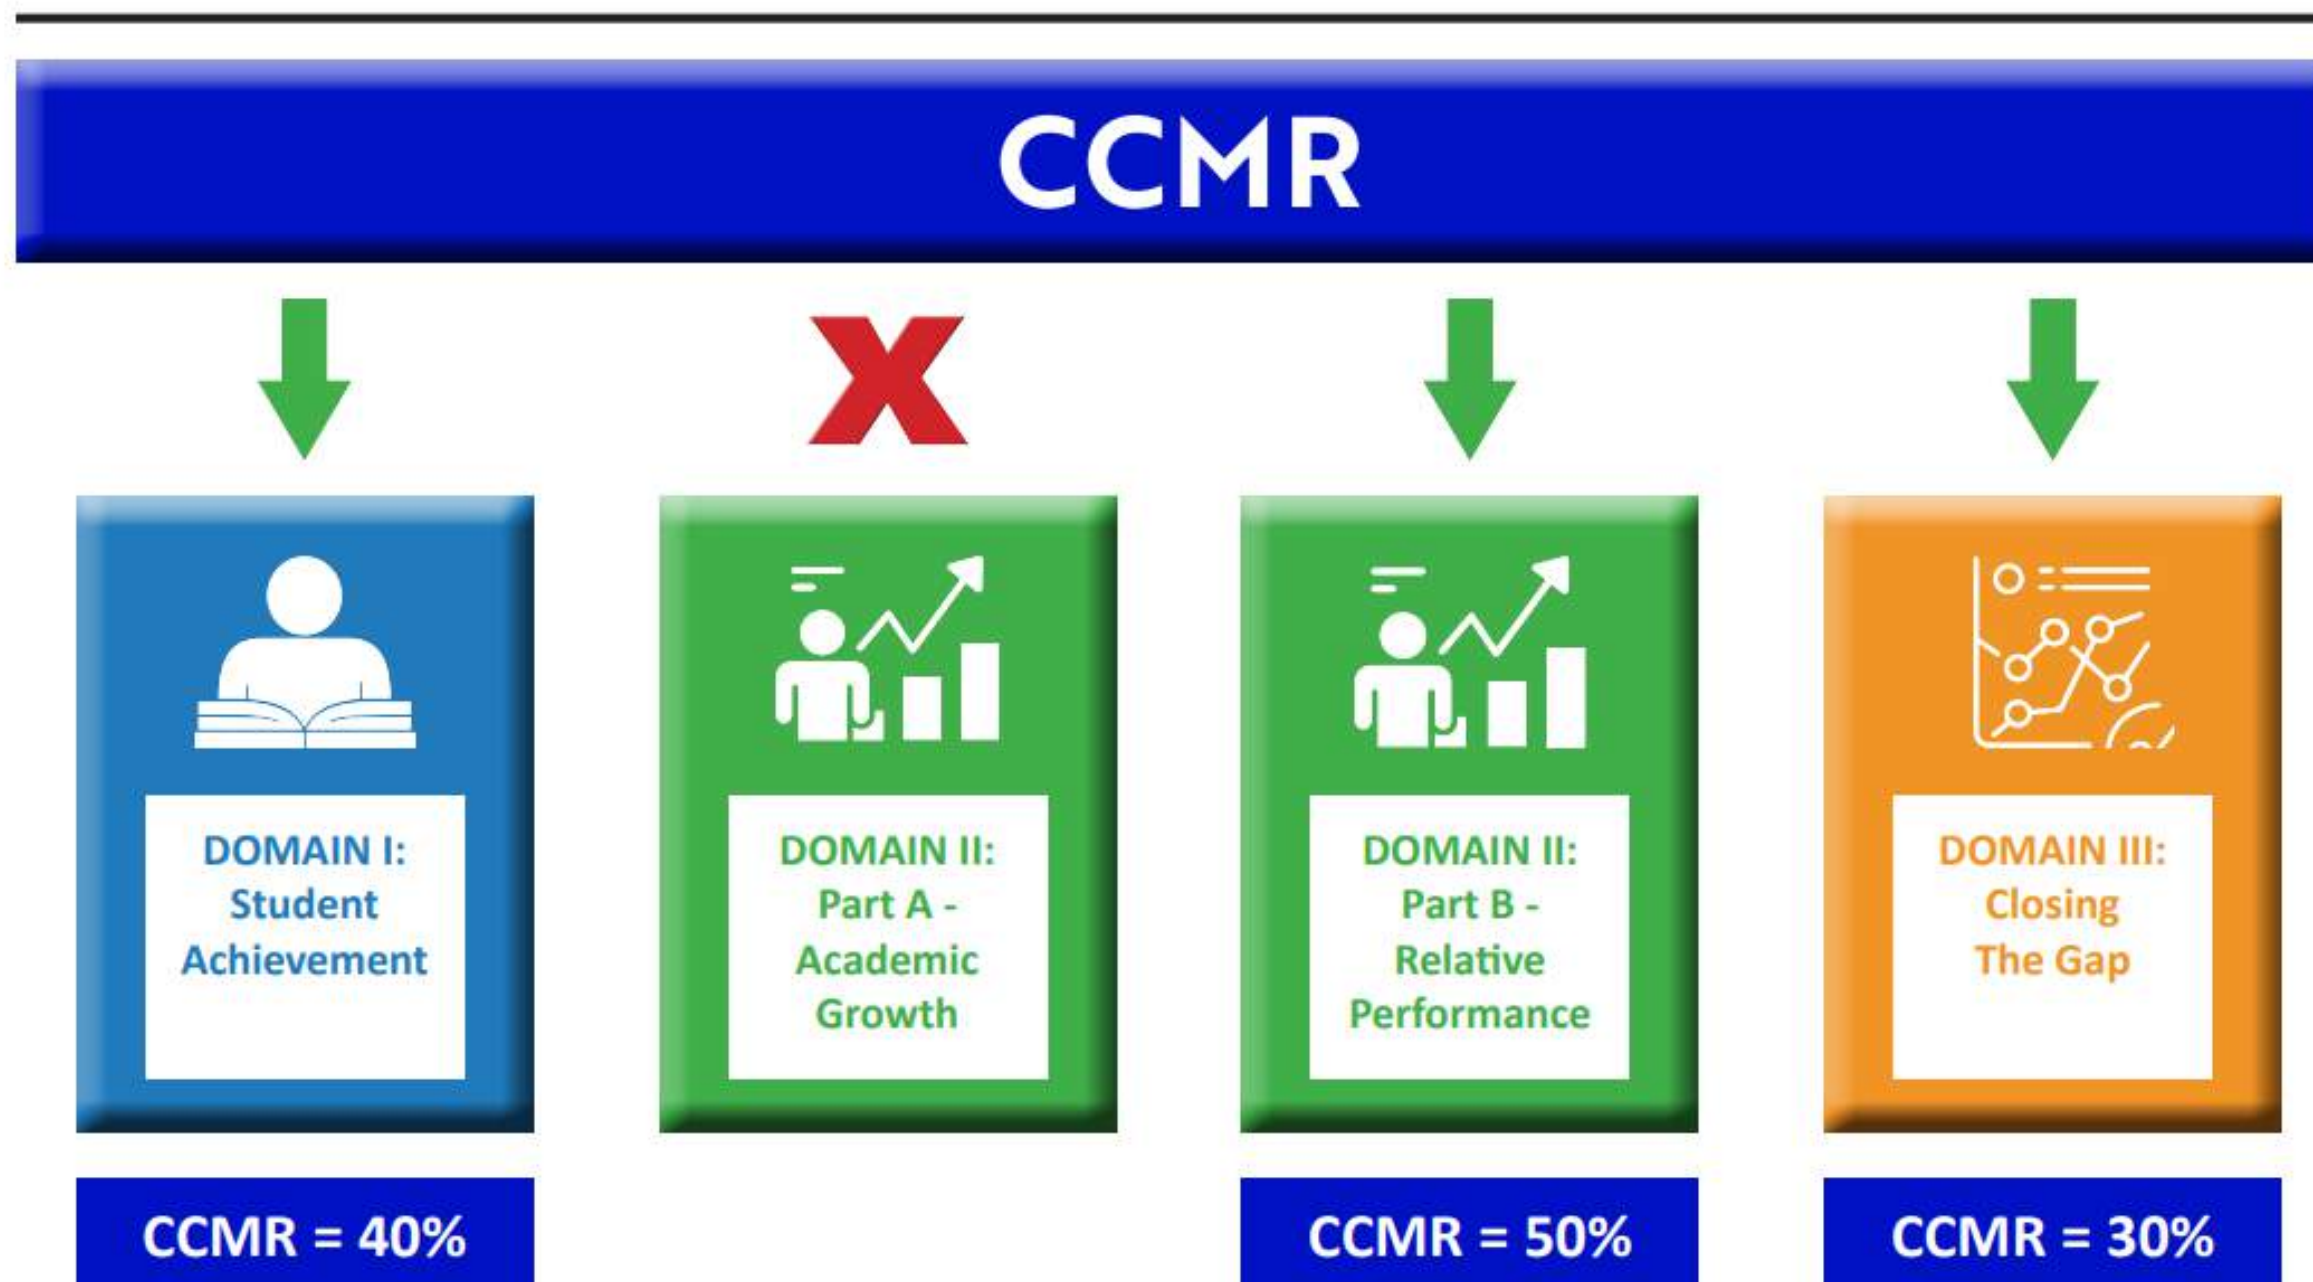 CCMR
X
DOMAIN I:
Student
Achievement
DOMAIN II:
Part A -
Academic
Growth
DOMAIN II:
Part B -
Relative
Performance
DOMAIN III:
Closing
The Gap
CCMR = 40%
CCMR = 50%
CCMR = 30%